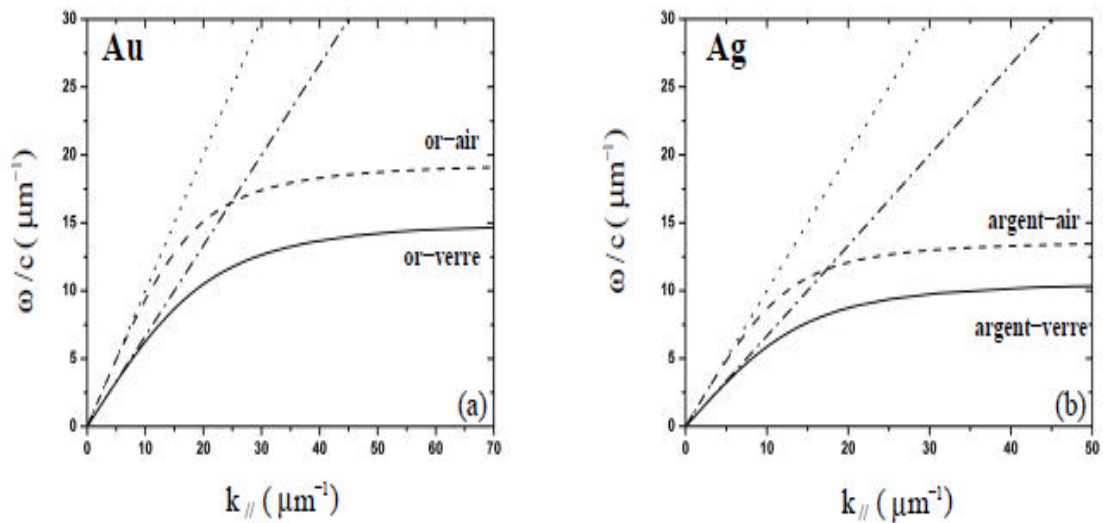 Au
ω/c ( μm⁻¹)
30
25
20
15
10
5
0
or-air
or-verre
(a)
0 10 20 30 40 50 60 70
k// ( μm⁻¹)
Ag
ω/c ( μm⁻¹)
30
25
20
15
10
5
0
argent-air
argent-verre
(b)
0 10 20 30 40 50
k// ( μm⁻¹)